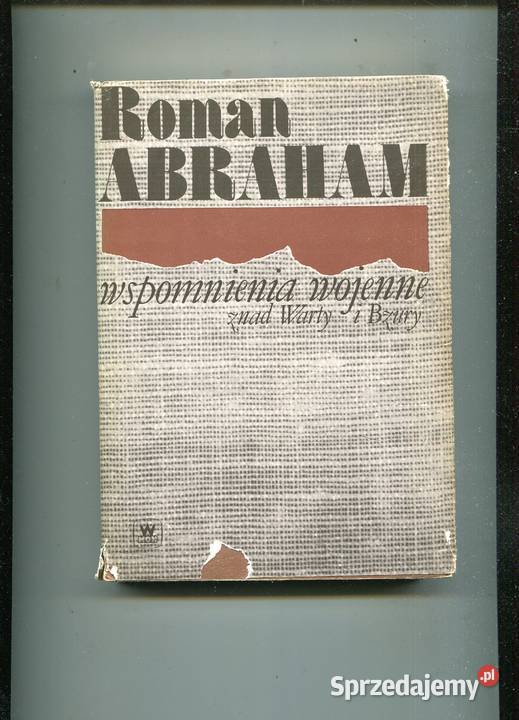 Roman
ABRAHAM
wspomnienia wojenne
znad Warty i Bzury
W
Sprzedajemy.pl